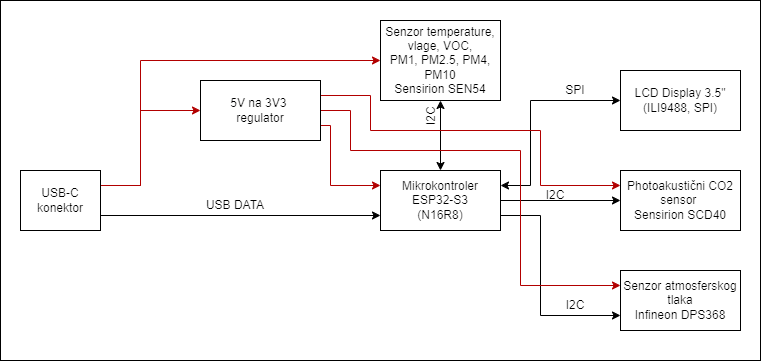 Senzor temperature,
vlage, VOC,
PM1, PM2.5, PM4,
PM10
Sensirion SEN54
5V na 3V3
regulator
I2C
SPI
LCD Display 3.5"
(ILI9488, SPI)
USB-C
konektor
USB DATA
Mikrokontroler
ESP32-S3
(N16R8)
I2C
Photoakustični CO2
sensor
Sensirion SCD40
I2C
Senzor atmosferskog
tlaka
Infineon DPS368